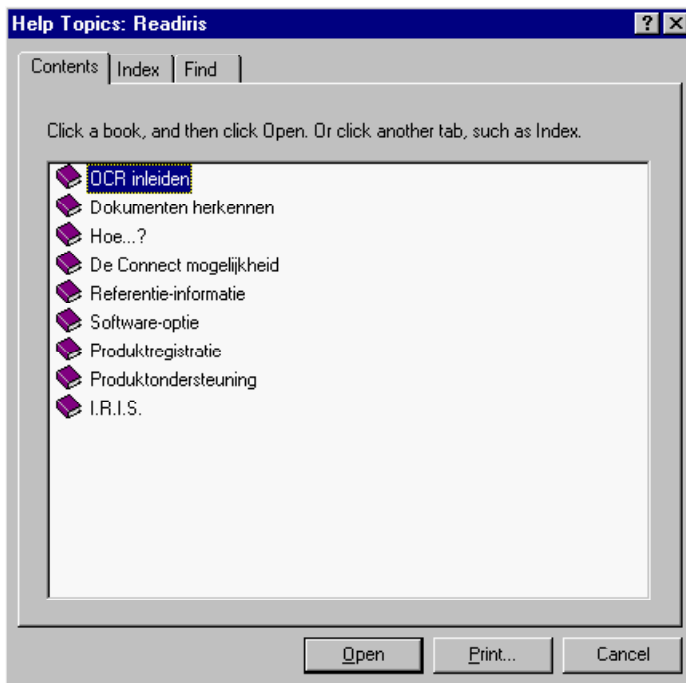 Help Topics: Readiris
Contents Index Find
Click a book, and then click Open. Or click another tab, such as Index.
OCR inleiden
Dokumenten herkennen
Hoe...?
De Connect mogelijkheid
Referentie-informatie
Software-optie
Produktregistratie
Produktondersteuning
I.R.I.S.
Open Print... Cancel